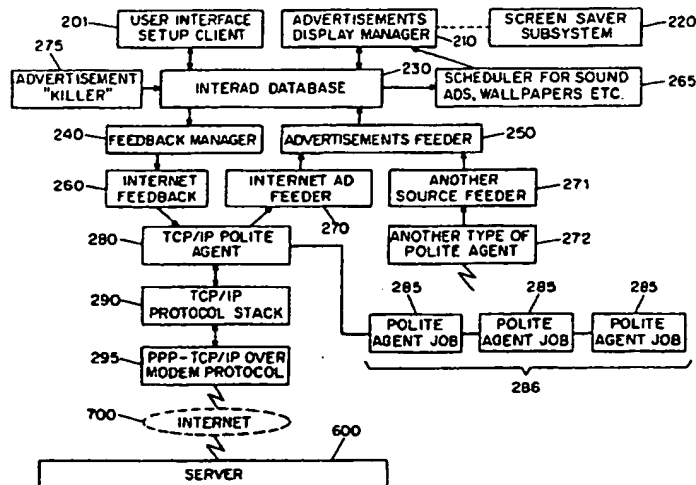 201
USER INTERFACE
SETUP CLIENT
ADVERTISEMENTS
DISPLAY MANAGER
210
SCREEN SAVER
SUBSYSTEM
220
275
ADVERTISEMENT
"KILLER"
230
INTERAD DATABASE
SCHEDULER FOR SOUND
ADS, WALLPAPERS ETC.
265
240
FEEDBACK MANAGER
ADVERTISEMENTS FEEDER
250
260
INTERNET
FEEDBACK
INTERNET AD
FEEDER
270
ANOTHER
SOURCE FEEDER
271
280
TCP/IP POLITE
AGENT
ANOTHER TYPE OF
POLITE AGENT
272
290
TCP/IP
PROTOCOL STACK
285
285
285
POLITE
AGENT JOB
POLITE
AGENT JOB
POLITE
AGENT JOB
286
295
PPP-TCP/IP OVER
MODEM PROTOCOL
700
INTERNET
600
SERVER